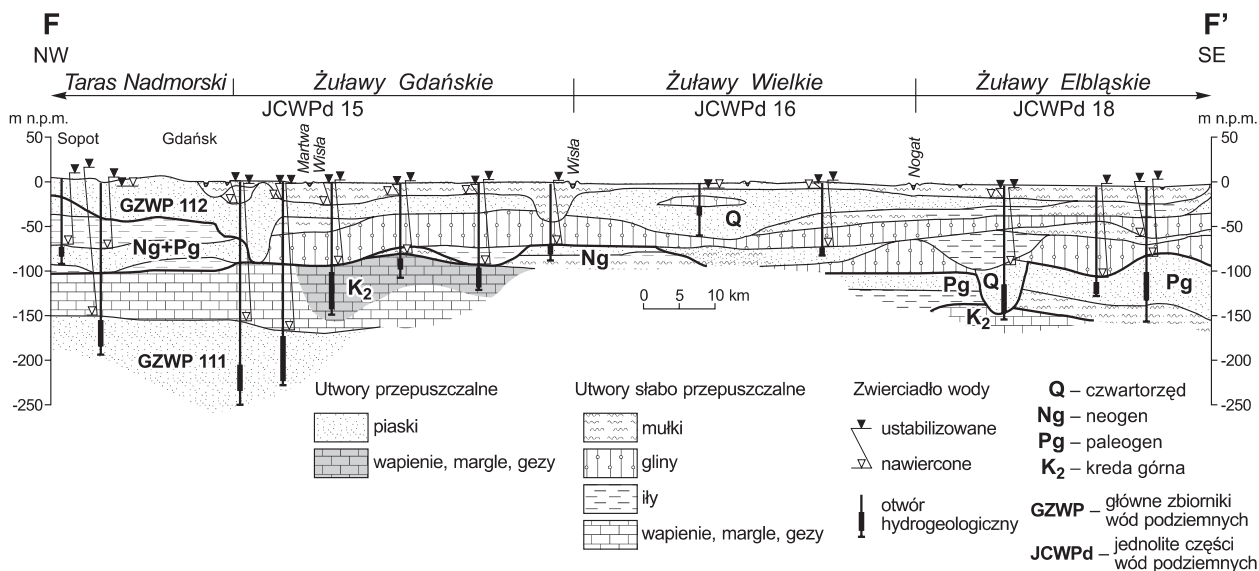 F F'
NW SE
Taras Nadmorski Żuławy Gdańskie Żuławy Wielkie Żuławy Elbląskie
JCWPd 15 JCWPd 16 JCWPd 18
m n.p.m. m n.p.m.
Sopot Gdańsk Martwa Wisła Wisła Nogat
50 50
0 0
-50 -50
-100 -100
-150 -150
-200 -200
-250 -250
GZWP 112
Q
Ng+Pg
Ng
K2
Pg Q Pg
K2
0 5 10 km
GZWP 111
Utwory przepuszczalne
piaski
wapienie, margle, gezy
Utwory słabo przepuszczalne
mułki
gliny
iły
wapienie, margle, gezy
Zwierciadło wody
ustabilizowane
nawiercone
otwór
hydrogeologiczny
Q – czwartorzęd
Ng – neogen
Pg – paleogen
K2 – kreda górna
GZWP – główne zbiorniki
wód podziemnych
JCWPd – jednolite części
wód podziemnych